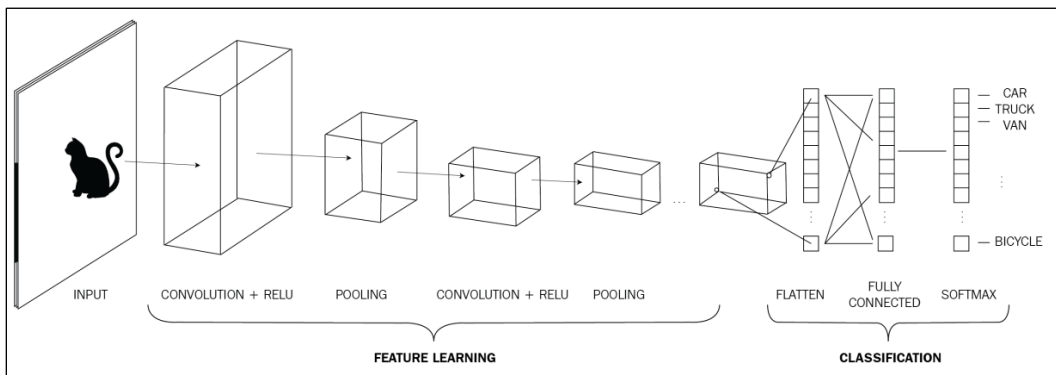 CAR
TRUCK
VAN
BICYCLE
INPUT
CONVOLUTION + RELU
POOLING
CONVOLUTION + RELU
POOLING
FLATTEN
FULLY
CONNECTED
SOFTMAX
FEATURE LEARNING
CLASSIFICATION